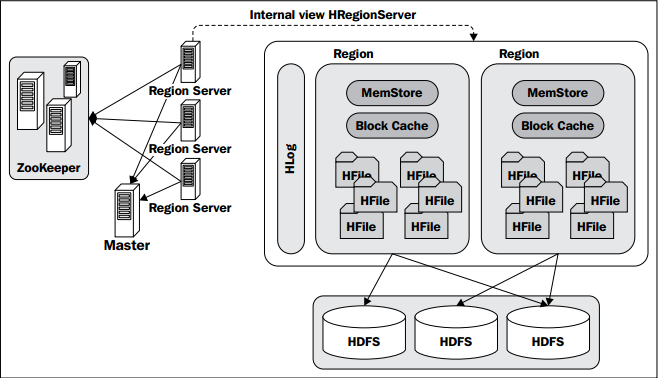 Internal view HRegionServer
Region Server
Region Server
Region Server
ZooKeeper
Master
HLog
Region
MemStore
Block Cache
HFile
HFile
HFile
HFile
HFile
HFile
Region
MemStore
Block Cache
HFile
HFile
HFile
HFile
HFile
HFile
HDFS
HDFS
HDFS